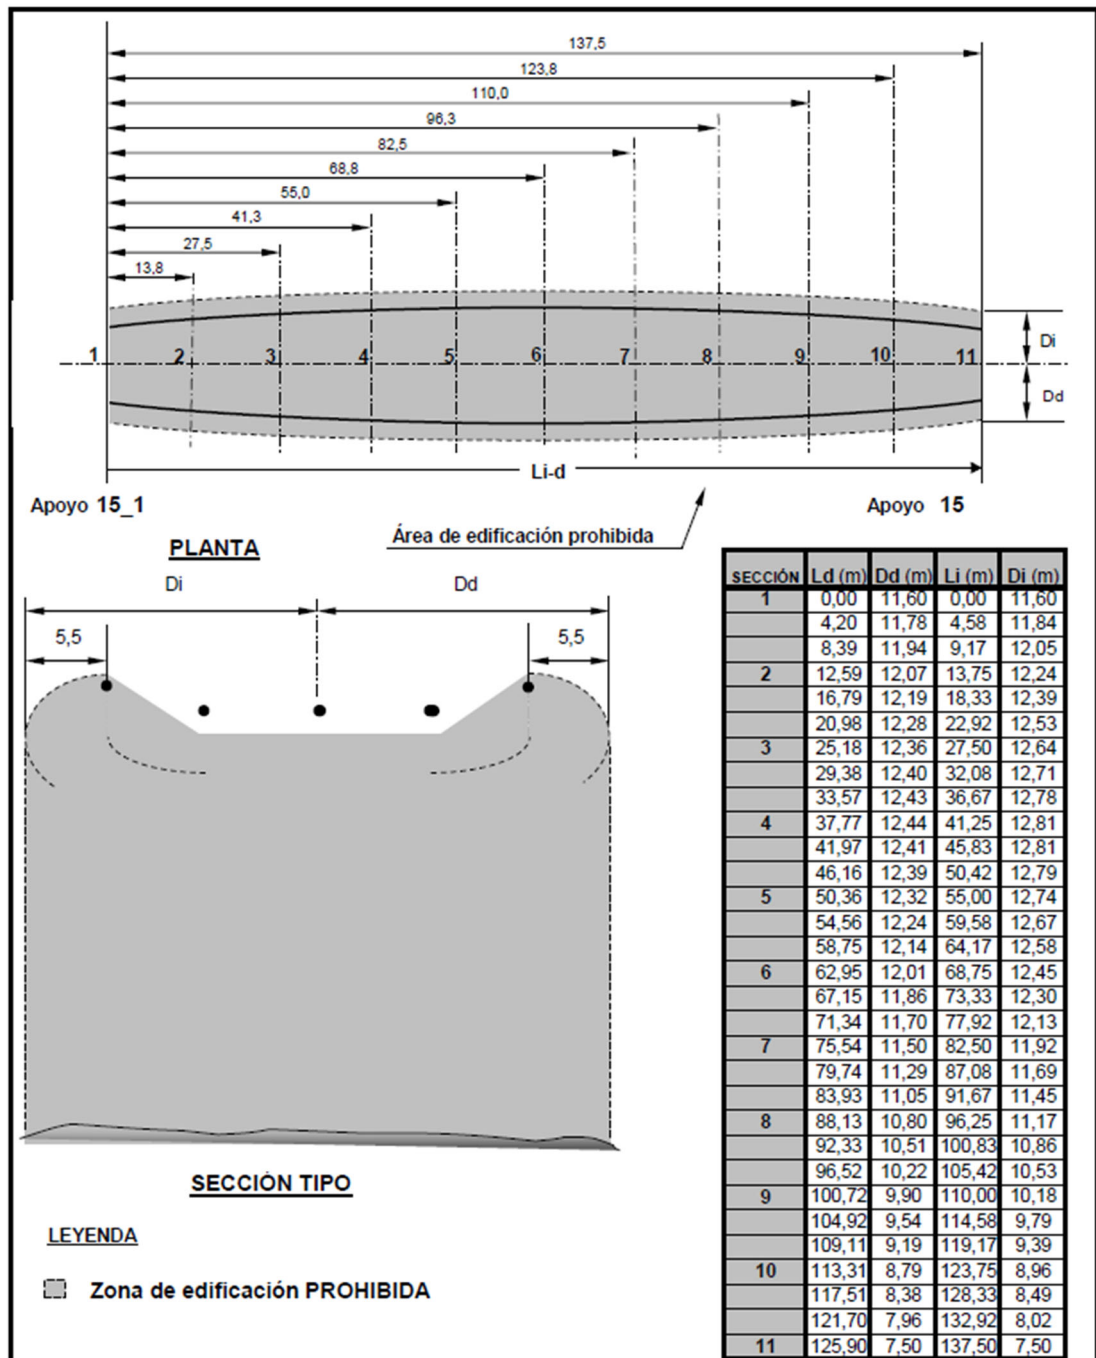 137,5
123,8
110,0
96,3
82,5
68,8
55,0
41,3
27,5
13,8
1 2 3 4 5 6 7 8 9 10 11
Di
Dd
Li-d
Apoyo 15_1
Apoyo 15
Área de edificación prohibida
PLANTA
Di Dd
5,5 5,5
SECCIÓN TIPO
LEYENDA
Zona de edificación PROHIBIDA
SECCIÓN Ld (m) Dd (m) Li (m) Di (m)
1 0,00 11,60 0,00 11,60
4,20 11,78 4,58 11,84
8,39 11,94 9,17 12,05
2 12,59 12,07 13,75 12,24
16,79 12,19 18,33 12,39
20,98 12,28 22,92 12,53
3 25,18 12,36 27,50 12,64
29,38 12,40 32,08 12,71
33,57 12,43 36,67 12,78
4 37,77 12,44 41,25 12,81
41,97 12,41 45,83 12,81
46,16 12,39 50,42 12,79
5 50,36 12,32 55,00 12,74
54,56 12,24 59,58 12,67
58,75 12,14 64,17 12,58
6 62,95 12,01 68,75 12,45
67,15 11,86 73,33 12,30
71,34 11,70 77,92 12,13
7 75,54 11,50 82,50 11,92
79,74 11,29 87,08 11,69
83,93 11,05 91,67 11,45
8 88,13 10,80 96,25 11,17
92,33 10,51 100,83 10,86
96,52 10,22 105,42 10,53
9 100,72 9,90 110,00 10,18
104,92 9,54 114,58 9,79
109,11 9,19 119,17 9,39
10 113,31 8,79 123,75 8,96
117,51 8,38 128,33 8,49
121,70 7,96 132,92 8,02
11 125,90 7,50 137,50 7,50